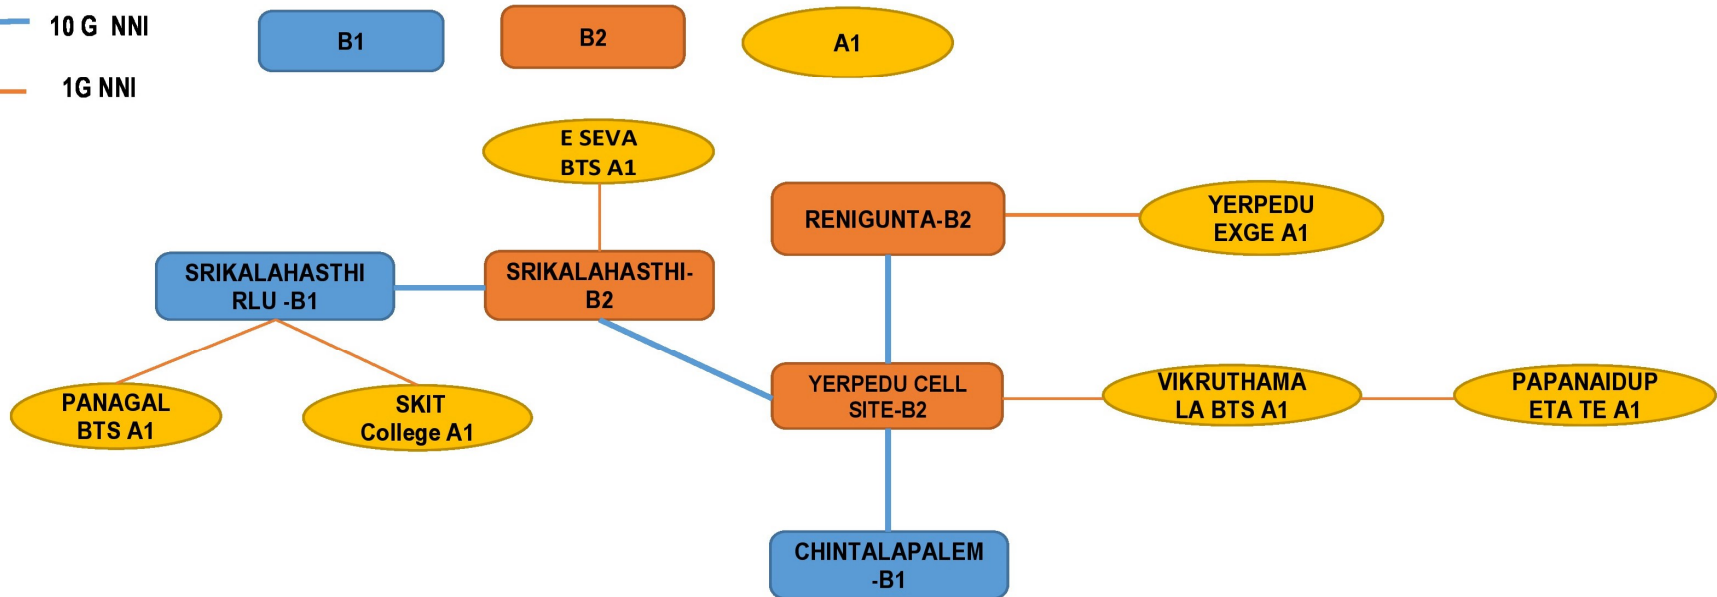 10 G NNI
B1
B2
A1
1G NNI
E SEVA
BTS A1
RENIGUNTA-B2
YERPEDU
EXGE A1
SRIKALAHASTHI
RLU -B1
SRIKALAHASTHI-
B2
PANAGAL
BTS A1
SKIT
College A1
YERPEDU CELL
SITE-B2
VIKRUTHAMA
LA BTS A1
PAPANAIDUP
ETA TE A1
CHINTALAPALEM
-B1